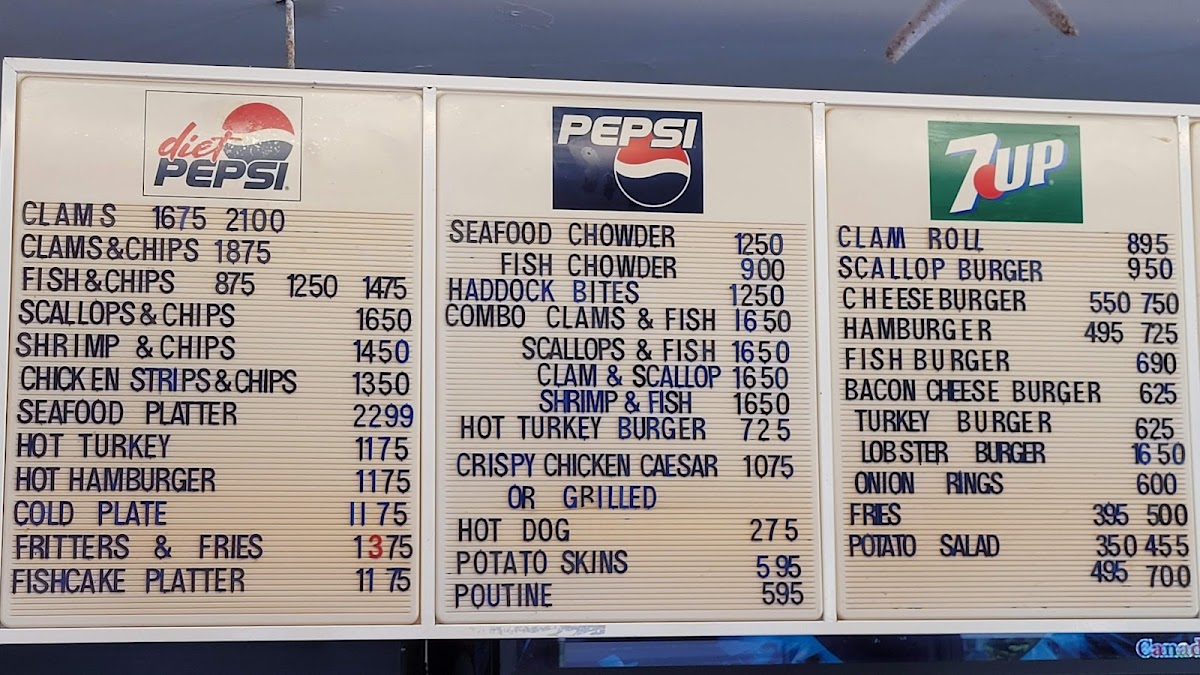 diet
PEPSI
CLAMS 1675 2100
CLAMS&CHIPS 1875
FISH&CHIPS 875 1250 1475
SCALLOPS&CHIPS 1650
SHRIMP &CHIPS 1450
CHICKEN STRIPS&CHIPS 1350
SEAFOOD PLATTER 2299
HOT TURKEY 1175
HOT HAMBURGER 1175
COLD PLATE 1175
FRITTERS & FRIES 1375
FISHCAKE PLATTER 1175
PEPSI
SEAFOOD CHOWDER 1250
FISH CHOWDER 900
HADDOCK BITES 1250
COMBO CLAMS & FISH 1650
SCALLOPS & FISH 1650
CLAM & SCALLOP 1650
SHRIMP & FISH 1650
HOT TURKEY BURGER 725
CRISPY CHICKEN CAESAR 1075
OR GRILLED
HOT DOG 275
POTATO SKINS 595
POUTINE 595
7UP
CLAM ROLL 895
SCALLOP BURGER 950
CHEESEBURGER 550 750
HAMBURGER 495 725
FISH BURGER 690
BACON CHEESE BURGER 625
TURKEY BURGER 625
LOBSTER BURGER 1650
ONION RINGS 600
FRIES 395 500
POTATO SALAD 350 455
495 700